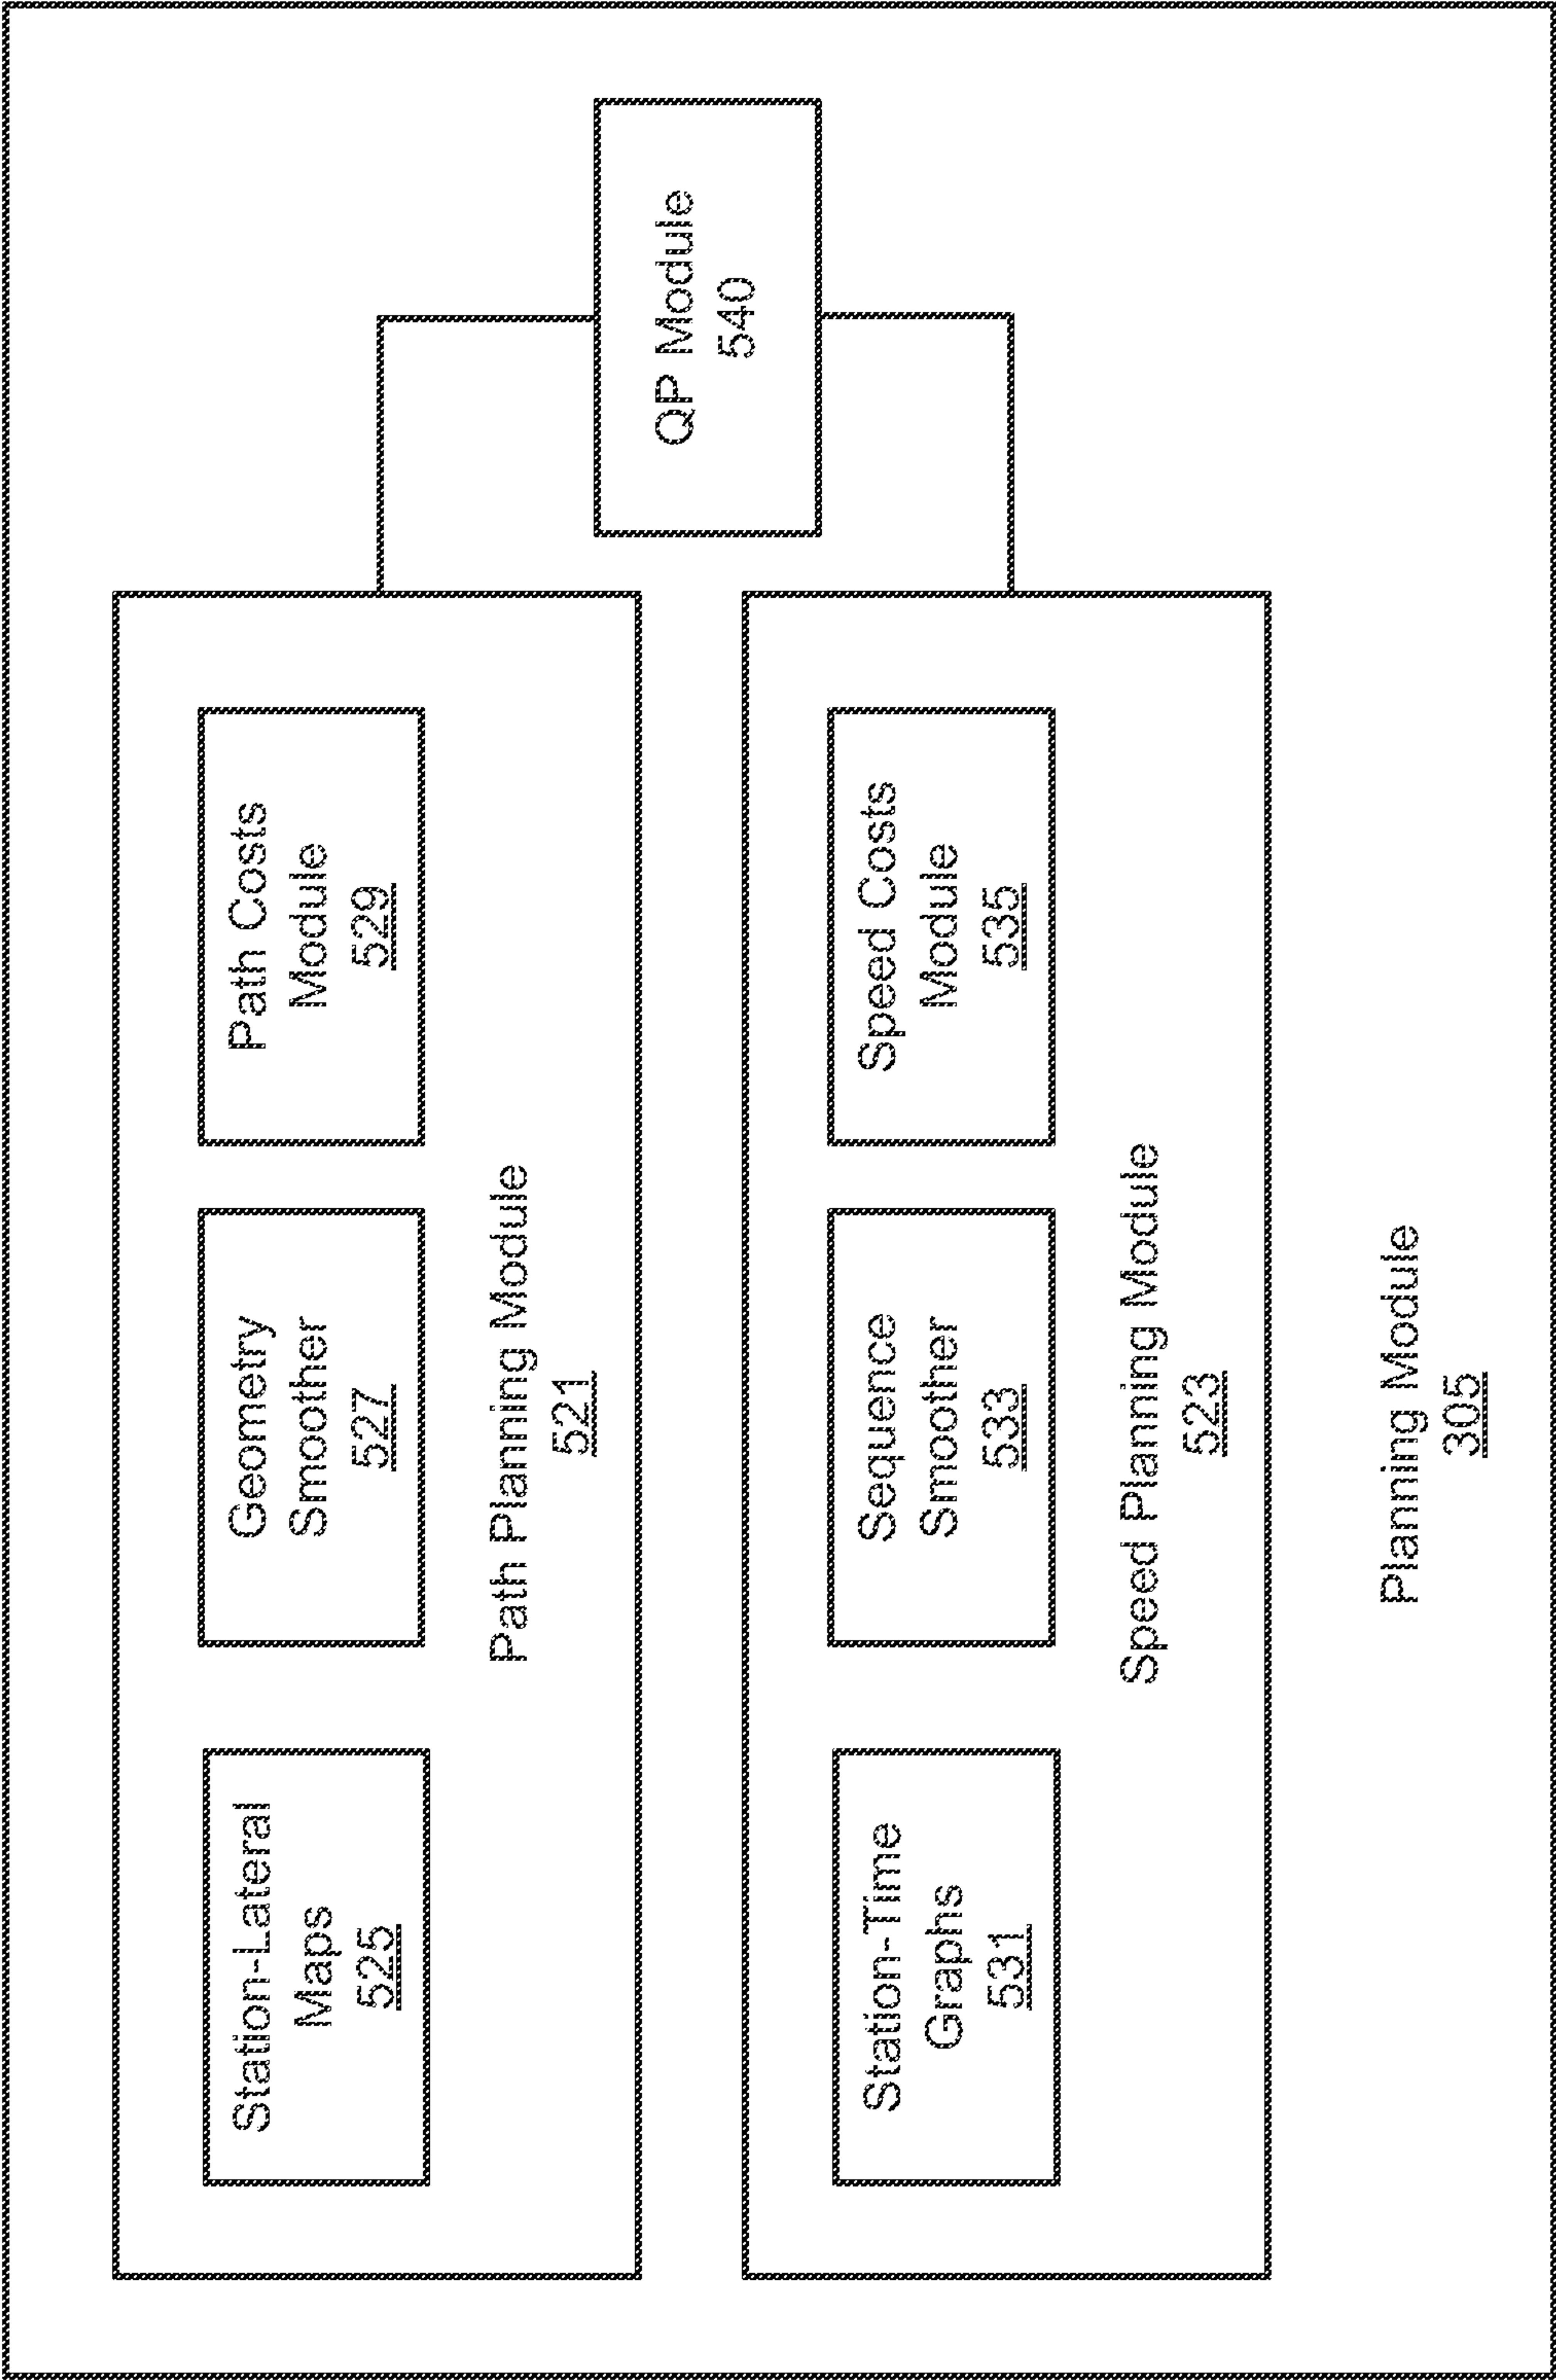 Station-Lateral
Maps
525
Geometry
Smoother
527
Path Costs
Module
529
Path Planning Module
521
QP Module
540
Station-Time
Graphs
531
Sequence
Smoother
533
Speed Costs
Module
535
Speed Planning Module
523
Planning Module
305